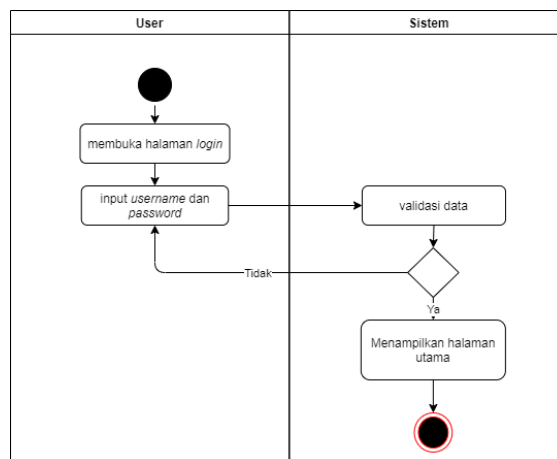 User
Sistem
membuka halaman login
input username dan
password
validasi data
Tidak
Ya
Menampilkan halaman
utama